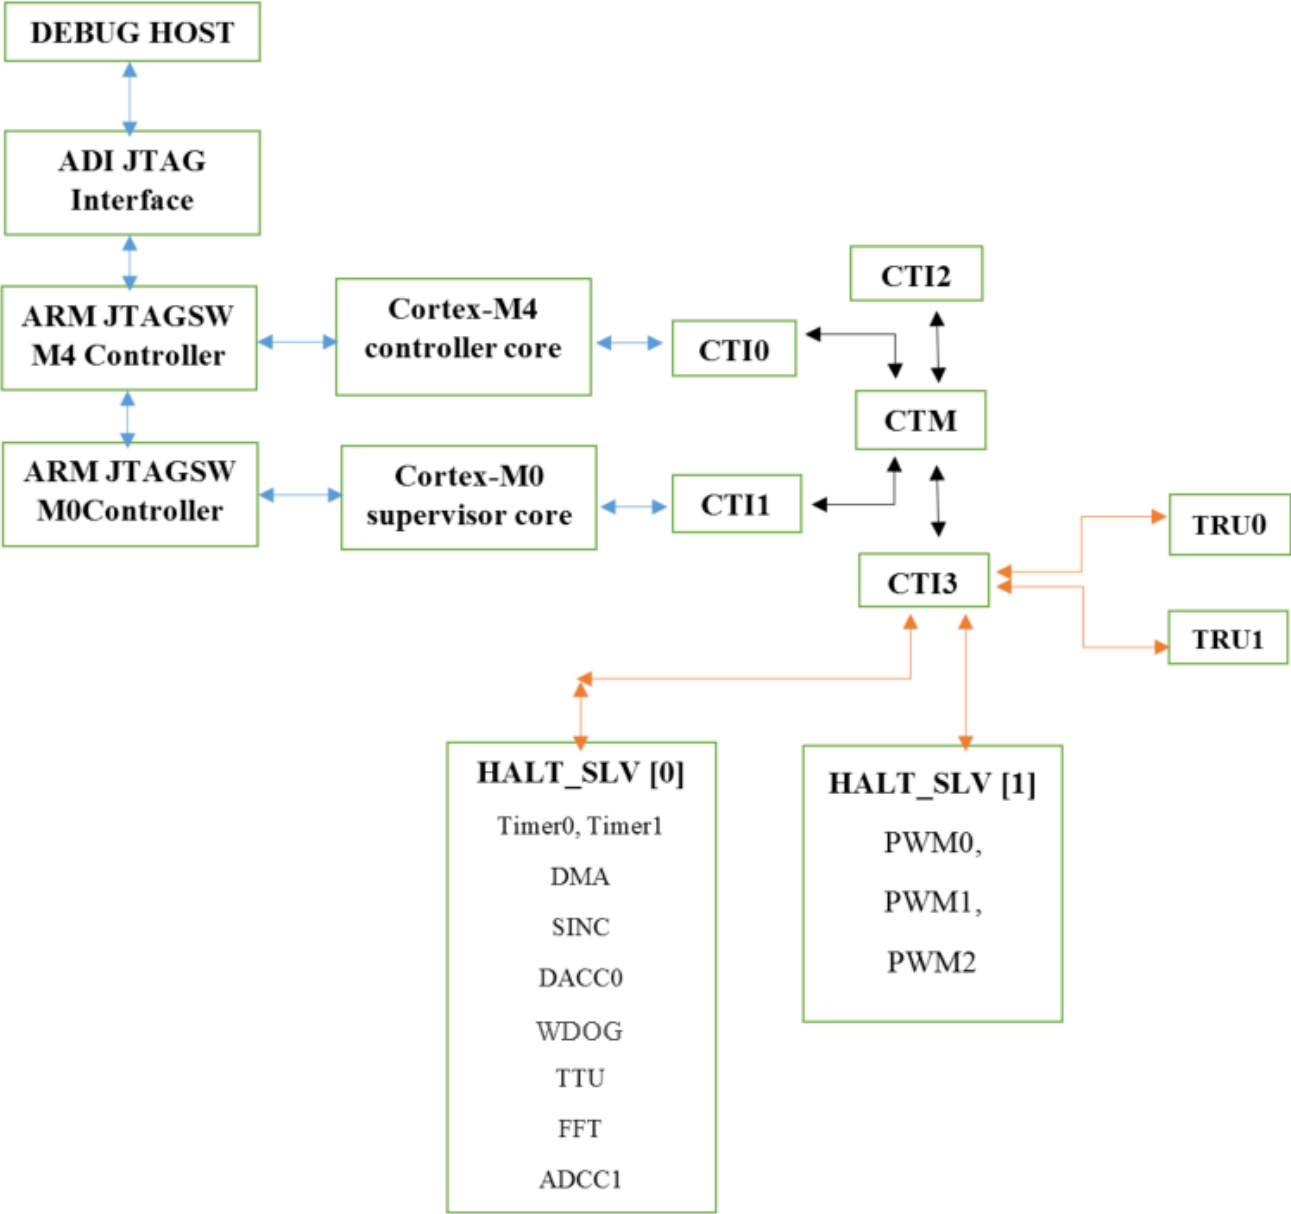 DEBUG HOST
ADI JTAG
Interface
ARM JTAGSW
M4 Controller
Cortex-M4
controller core
CTI0
CTI2
CTM
ARM JTAGSW
M0Controller
Cortex-M0
supervisor core
CTI1
CTI3
TRU0
TRU1
HALT_SLV [0]
Timer0, Timer1
DMA
SINC
DACC0
WDOG
TTU
FFT
ADCC1
HALT_SLV [1]
PWM0,
PWM1,
PWM2